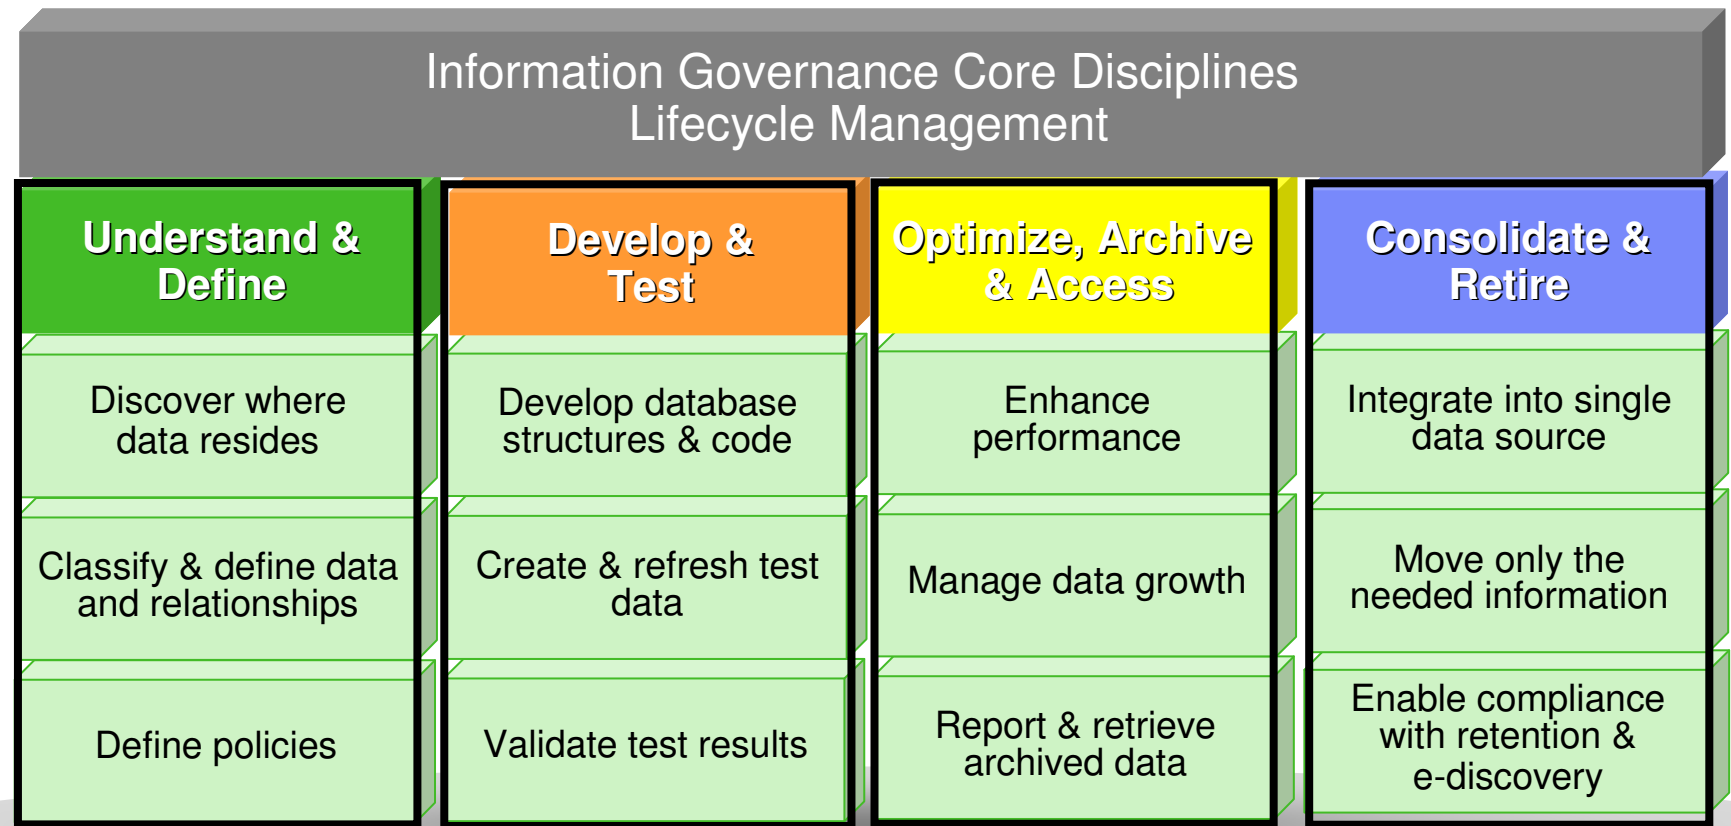 Information Governance Core Disciplines
Lifecycle Management
Understand &
Define
Discover where
data resides
Classify & define data
and relationships
Define policies
Develop &
Test
Develop database
structures & code
Create & refresh test
data
Validate test results
Optimize, Archive
& Access
Enhance
performance
Manage data growth
Report & retrieve
archived data
Consolidate &
Retire
Integrate into single
data source
Move only the
needed information
Enable compliance
with retention &
e-discovery